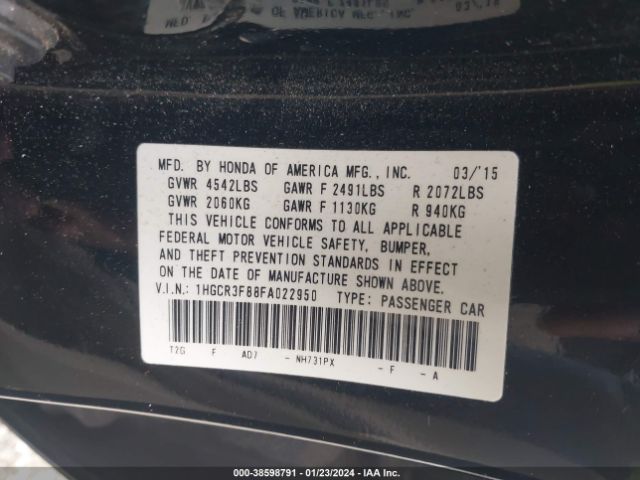 MFD. BY HONDA OF AMERICA MFG., INC. 03/'15
GVWR 4542LBS GAWR F 2491LBS R 2072LBS
GVWR 2060KG GAWR F 1130KG R 940KG
THIS VEHICLE CONFORMS TO ALL APPLICABLE
FEDERAL MOTOR VEHICLE SAFETY, BUMPER,
AND THEFT PREVENTION STANDARDS IN EFFECT
ON THE DATE OF MANUFACTURE SHOWN ABOVE.
V.I.N.: 1HGCR3F88FA022950 TYPE: PASSENGER CAR
T2G F AD7 - NH731PX - F - A
000-38598791 - 01/23/2024 - IAA Inc.